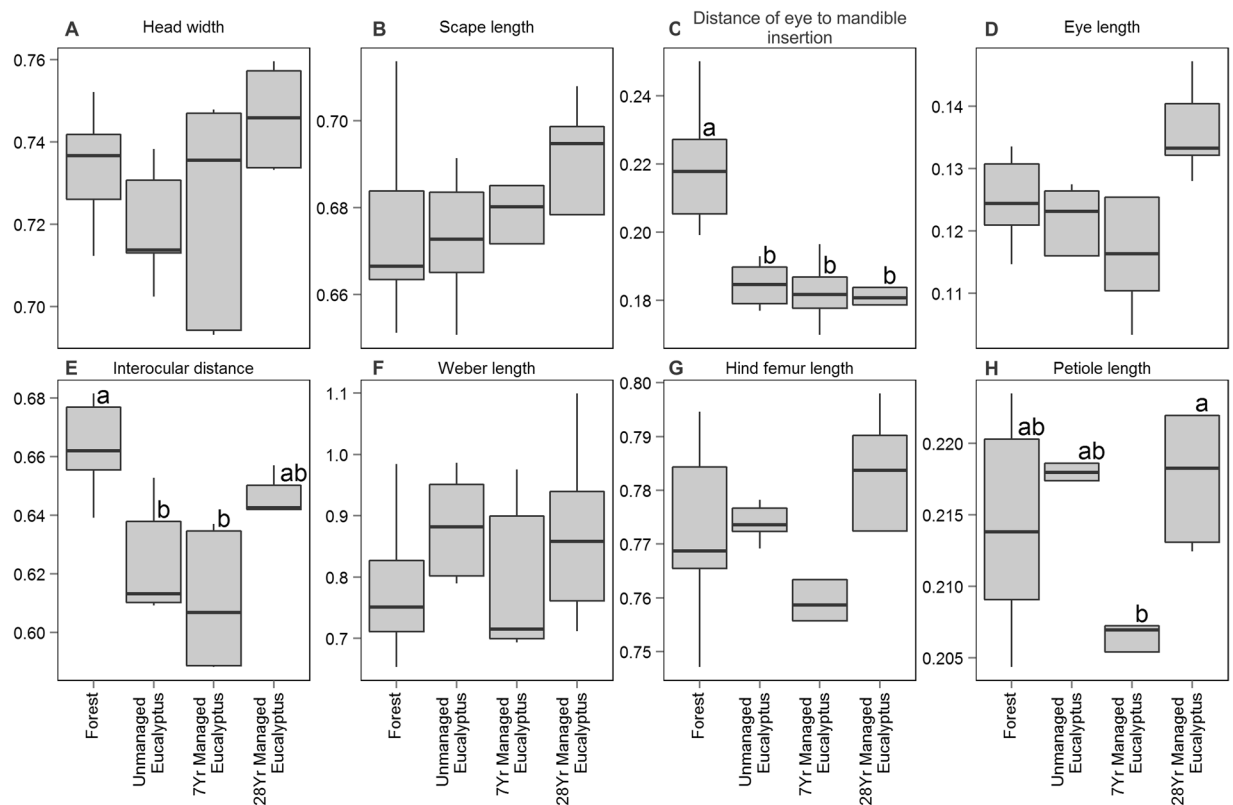 A Head width
0.76
0.74
0.72
0.70
B Scape length
0.70
0.68
0.66
C Distance of eye to mandible
insertion
0.24
0.22
0.20
0.18
a
b
b
b
D Eye length
0.14
0.13
0.12
0.11
E Interocular distance
0.68
0.66
0.64
0.62
0.60
a
b
b
ab
F Weber length
1.1
1.0
0.9
0.8
0.7
G Hind femur length
0.80
0.79
0.78
0.77
0.76
0.75
H Petiole length
0.220
0.215
0.210
0.205
ab
ab
b
a
Forest
Unmanaged
Eucalyptus
7Yr Managed
Eucalyptus
28Yr Managed
Eucalyptus
Forest
Unmanaged
Eucalyptus
7Yr Managed
Eucalyptus
28Yr Managed
Eucalyptus
Forest
Unmanaged
Eucalyptus
7Yr Managed
Eucalyptus
28Yr Managed
Eucalyptus
Forest
Unmanaged
Eucalyptus
7Yr Managed
Eucalyptus
28Yr Managed
Eucalyptus